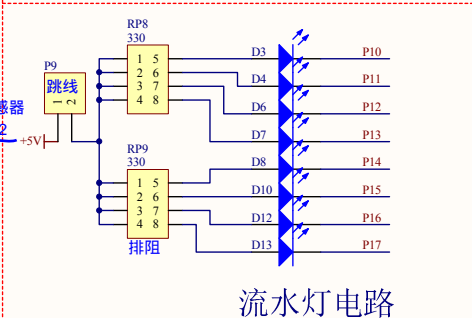 RP8
330
P9
跳线
1 2
感器
2
+5V
1 5
2 6
3 7
4 8
D3 P10
D4 P11
D6 P12
D7 P13
RP9
330
1 5
2 6
3 7
4 8
排阻
D8 P14
D10 P15
D12 P16
D13 P17
流水灯电路